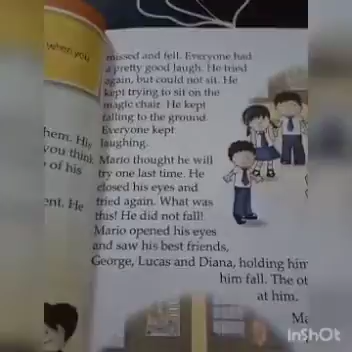 when you
hem. His
you think
of his
ent. He
missed and fell. Everyone had
a pretty good laugh. He tried
again, but could not sit. He
kept trying to sit on the
magic chair. He kept
falling to the ground.
Everyone kept
laughing.
Mario thought he will
try one last time. He
closed his eyes and
tried again. What was
this! He did not fall!
Mario opened his eyes
and saw his best friends,
George, Lucas and Diana, holding him
him fall. The ot
at him.
Ma
InShOt